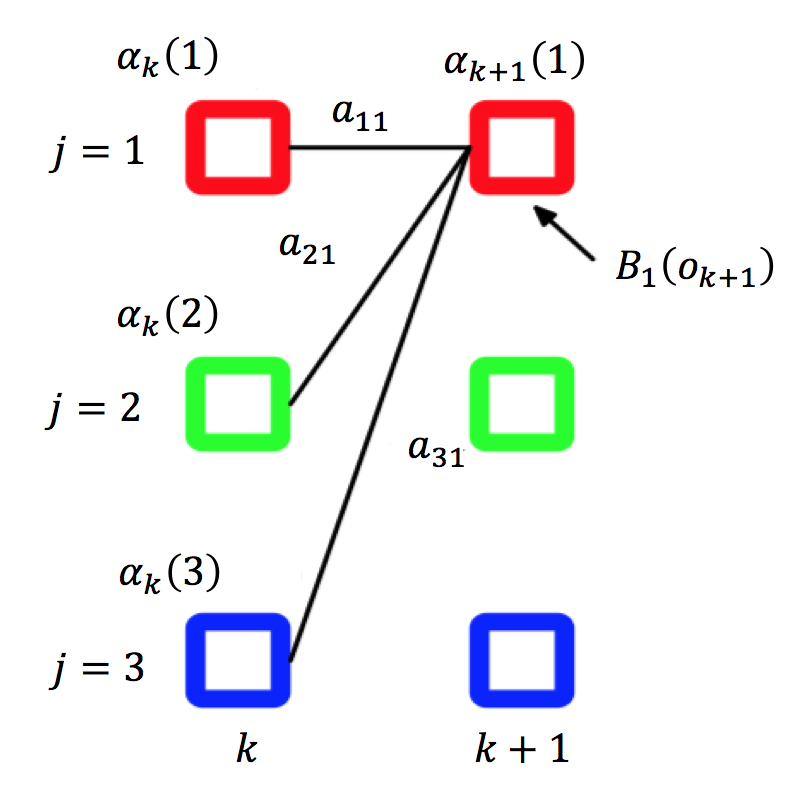 αₖ(1)
αₖ₊₁(1)
a₁₁
j = 1
a₂₁
B₁(oₖ₊₁)
αₖ(2)
j = 2
a₃₁
αₖ(3)
j = 3
k
k + 1